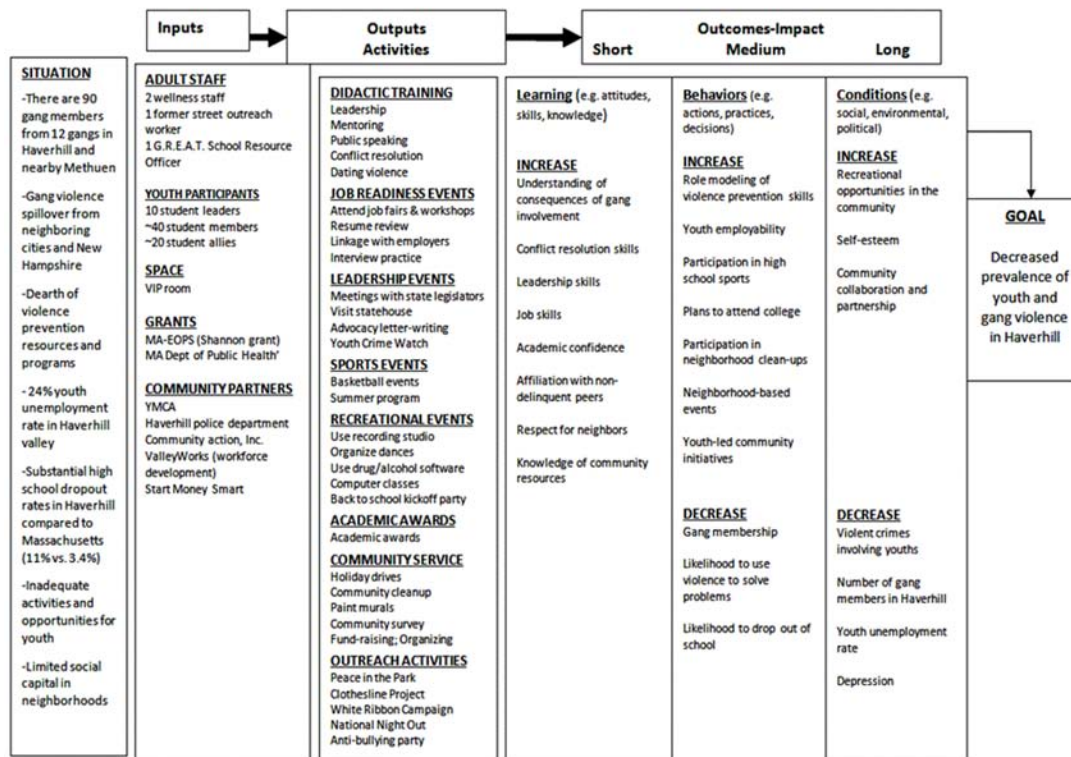 Inputs
Outputs
Activities
Outcomes-Impact
Short Medium Long
SITUATION
-There are 90
gang members
from 12 gangs in
Haverhill and
nearby Methuen
-Gang violence
spillover from
neighboring
cities and New
Hampshire
-Dearth of
violence
prevention
resources and
programs
- 24% youth
unemployment
rate in Haverhill
valley
-Substantial high
school dropout
rates in Haverhill
compared to
Massachusetts
(11% vs. 3.4%)
-Inadequate
activities and
opportunities for
youth
-Limited social
capital in
neighborhoods
ADULT STAFF
2 wellness staff
1 former street outreach
worker
1 G.R.E.A.T. School Resource
Officer
YOUTH PARTICIPANTS
10 student leaders
~40 student members
~20 student allies
SPACE
VIP room
GRANTS
MA-EOPS (Shannon grant)
MA Dept of Public Health'
COMMUNITY PARTNERS
YMCA
Haverhill police department
Community action, Inc.
ValleyWorks (workforce
development)
Start Money Smart
DIDACTIC TRAINING
Leadership
Mentoring
Public speaking
Conflict resolution
Dating violence
JOB READINESS EVENTS
Attend job fairs & workshops
Resume review
Linkage with employers
Interview practice
LEADERSHIP EVENTS
Meetings with state legislators
Visit statehouse
Advocacy letter-writing
Youth Crime Watch
SPORTS EVENTS
Basketball events
Summer program
RECREATIONAL EVENTS
Use recording studio
Organize dances
Use drug/alcohol software
Computer classes
Back to school kickoff party
ACADEMIC AWARDS
Academic awards
COMMUNITY SERVICE
Holiday drives
Community cleanup
Paint murals
Community survey
Fund-raising; Organizing
OUTREACH ACTIVITIES
Peace in the Park
Clothesline Project
White Ribbon Campaign
National Night Out
Anti-bullying party
Learning (e.g. attitudes,
skills, knowledge)
INCREASE
Understanding of
consequences of gang
involvement
Conflict resolution skills
Leadership skills
Job skills
Academic confidence
Affiliation with non-
delinquent peers
Respect for neighbors
Knowledge of community
resources
Behaviors (e.g.
actions, practices,
decisions)
INCREASE
Role modeling of
violence prevention skills
Youth employability
Participation in high
school sports
Plans to attend college
Participation in
neighborhood clean-ups
Neighborhood-based
events
Youth-led community
initiatives
DECREASE
Gang membership
Likelihood to use
violence to solve
problems
Likelihood to drop out of
school
Conditions (e.g.
social, environmental,
political)
INCREASE
Recreational
opportunities in the
community
Self-esteem
Community
collaboration and
partnership
DECREASE
Violent crimes
involving youths
Number of gang
members in Haverhill
Youth unemployment
rate
Depression
GOAL
Decreased
prevalence of
youth and
gang violence
in Haverhill